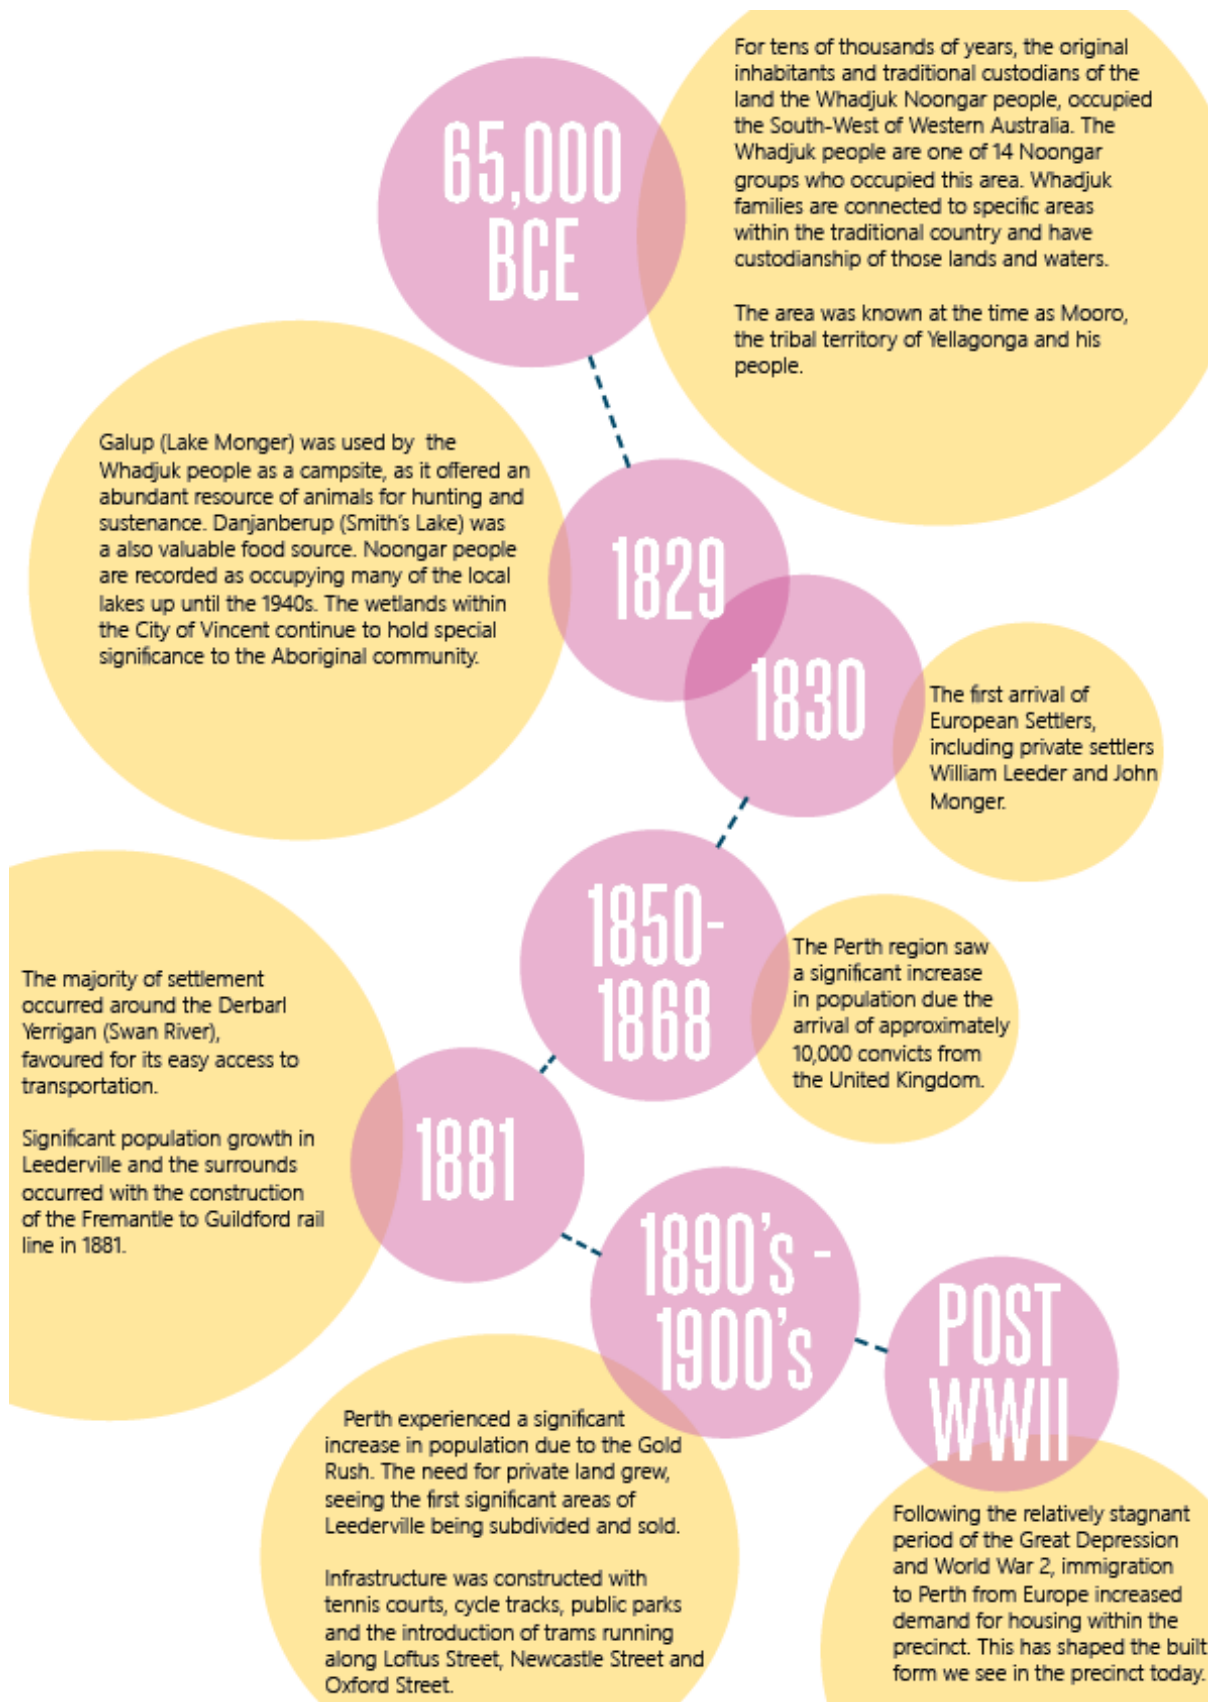 65,000
BCE
For tens of thousands of years, the original
inhabitants and traditional custodians of the
land the Whadjuk Noongar people, occupied
the South-West of Western Australia. The
Whadjuk people are one of 14 Noongar
groups who occupied this area. Whadjuk
families are connected to specific areas
within the traditional country and have
custodianship of those lands and waters.
The area was known at the time as Mooro,
the tribal territory of Yellagonga and his
people.
1829
Galup (Lake Monger) was used by the
Whadjuk people as a campsite, as it offered an
abundant resource of animals for hunting and
sustenance. Danjanberup (Smith's Lake) was
a also valuable food source. Noongar people
are recorded as occupying many of the local
lakes up until the 1940s. The wetlands within
the City of Vincent continue to hold special
significance to the Aboriginal community.
1830
The first arrival of
European Settlers,
including private settlers
William Leeder and John
Monger.
1850-
1868
The Perth region saw
a significant increase
in population due the
arrival of approximately
10,000 convicts from
the United Kingdom.
1881
The majority of settlement
occurred around the Derbarl
Yerrigan (Swan River),
favoured for its easy access to
transportation.
Significant population growth in
Leederville and the surrounds
occurred with the construction
of the Fremantle to Guildford rail
line in 1881.
1890's -
1900's
Perth experienced a significant
increase in population due to the Gold
Rush. The need for private land grew,
seeing the first significant areas of
Leederville being subdivided and sold.
Infrastructure was constructed with
tennis courts, cycle tracks, public parks
and the introduction of trams running
along Loftus Street, Newcastle Street and
Oxford Street.
POST
WWII
Following the relatively stagnant
period of the Great Depression
and World War 2, immigration
to Perth from Europe increased
demand for housing within the
precinct. This has shaped the built
form we see in the precinct today.